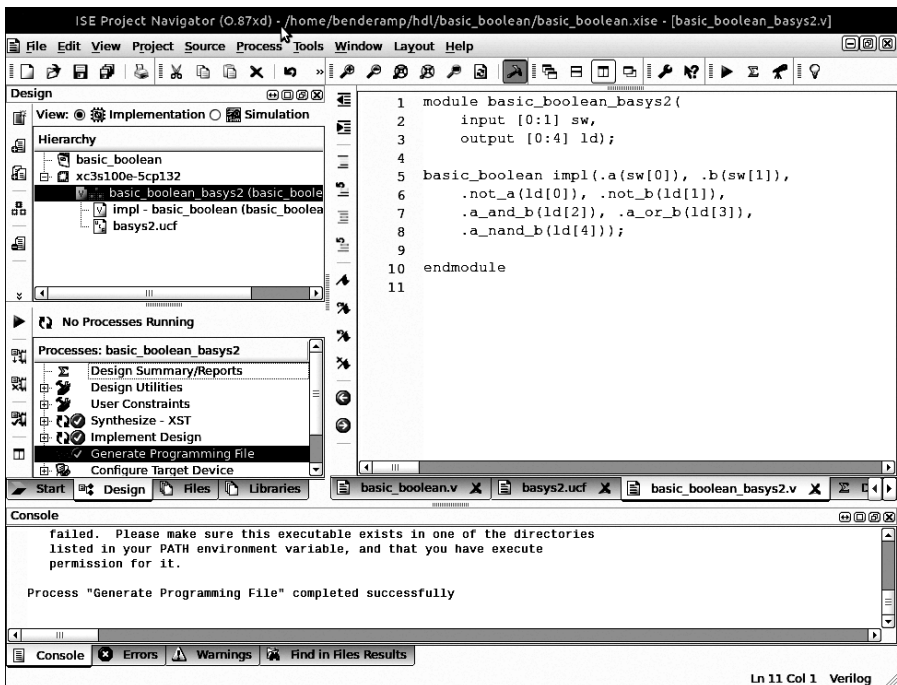 ISE Project Navigator (O.87xd) - /home/benderamp/hdl/basic_boolean/basic_boolean.xise - [basic_boolean_basys2.v]
File Edit View Project Source Process Tools Window Layout Help
Design
View: Implementation Simulation
Hierarchy
basic_boolean
xc3s100e-5cp132
basic_boolean_basys2 (basic_boole
impl - basic_boolean (basic_boolea
basys2.ucf
No Processes Running
Processes: basic_boolean_basys2
Design Summary/Reports
Design Utilities
User Constraints
Synthesize - XST
Implement Design
Generate Programming File
Configure Target Device
Start Design Files Libraries
1 module basic_boolean_basys2(
2 input [0:1] sw,
3 output [0:4] ld);
4
5 basic_boolean impl(.a(sw[0]), .b(sw[1]),
6 .not_a(ld[0]), .not_b(ld[1]),
7 .a_and_b(ld[2]), .a_or_b(ld[3]),
8 .a_nand_b(ld[4]));
9
10 endmodule
11
basic_boolean.v basys2.ucf basic_boolean_basys2.v Σ
Console
failed. Please make sure this executable exists in one of the directories
listed in your PATH environment variable, and that you have execute
permission for it.
Process "Generate Programming File" completed successfully
Console Errors Warnings Find in Files Results
Ln 11 Col 1 Verilog